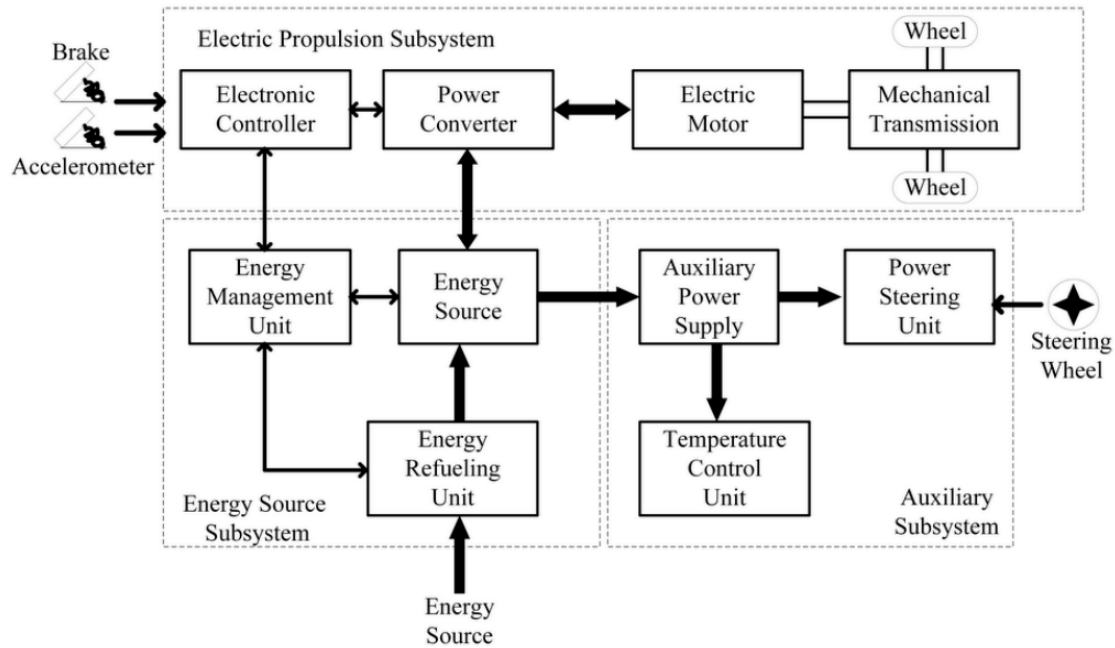 Electric Propulsion Subsystem
Wheel
Brake
Electronic
Controller
Power
Converter
Electric
Motor
Mechanical
Transmission
Accelerometer
Wheel
Energy
Management
Unit
Energy
Source
Auxiliary
Power
Supply
Power
Steering
Unit
Steering
Wheel
Energy
Refueling
Unit
Temperature
Control
Unit
Energy Source
Subsystem
Auxiliary
Subsystem
Energy
Source